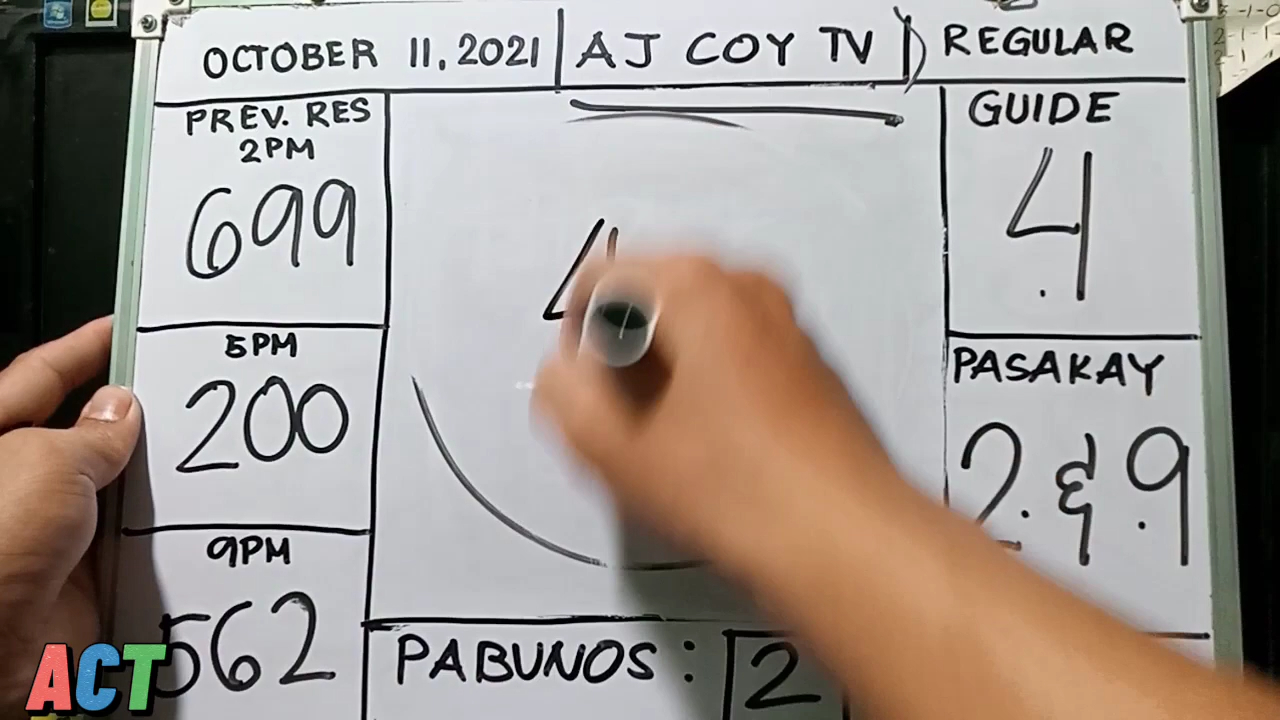 OCTOBER 11, 2021 | AJ COY TV | REGULAR
PREV. RES
2PM
699
5PM
200
9PM
562
4
GUIDE
4
PASAKAY
2 & 9
PABUNOS: 2
ACT